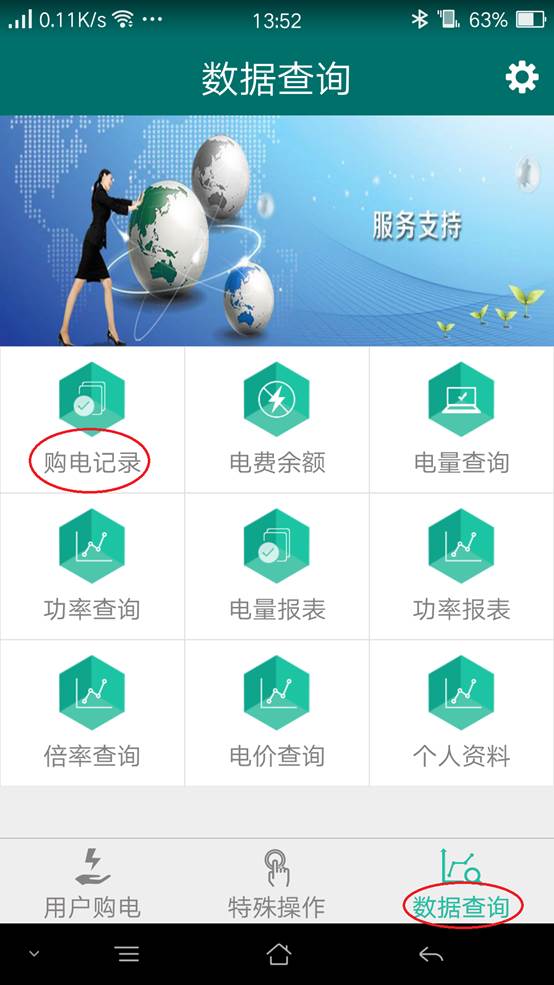 0.11K/s ... 13:52 63%
数据查询
服务支持
购电记录 电费余额 电量查询
功率查询 电量报表 功率报表
倍率查询 电价查询 个人资料
用户购电 特殊操作 数据查询